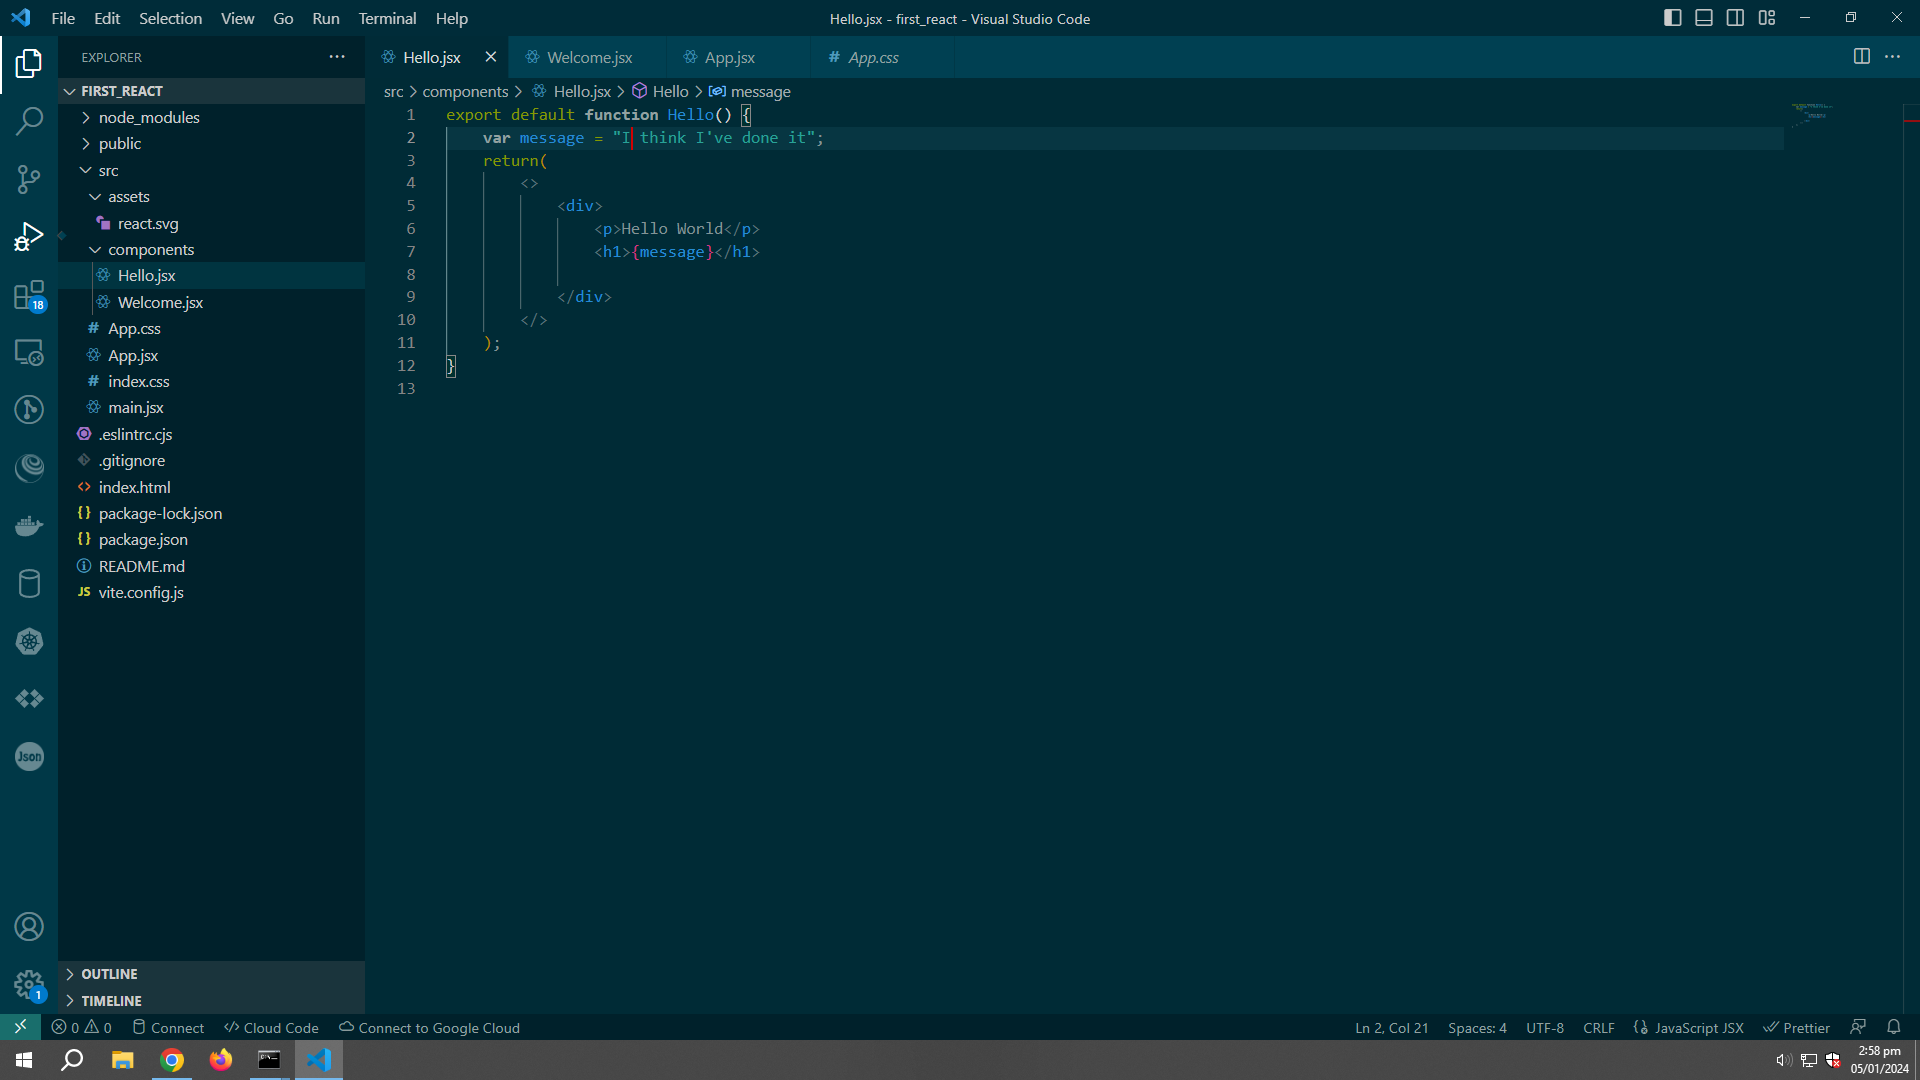 File Edit Selection View Go Run Terminal Help
Hello.jsx - first_react - Visual Studio Code
EXPLORER
FIRST_REACT
node_modules
public
src
assets
react.svg
components
Hello.jsx
Welcome.jsx
# App.css
App.jsx
# index.css
main.jsx
.eslintrc.cjs
.gitignore
<> index.html
{} package-lock.json
{} package.json
README.md
JS vite.config.js
OUTLINE
TIMELINE
18
Json
1
Hello.jsx Welcome.jsx App.jsx # App.css
src > components > Hello.jsx > Hello > message
1 export default function Hello() {
2 var message = "I think I've done it";
3 return(
4 <>
5 <div>
6 <p>Hello World</p>
7 <h1>{message}</h1>
8
9 </div>
10 </>
11 );
12 }
13
0 0 Connect </> Cloud Code Connect to Google Cloud
Ln 2, Col 21 Spaces: 4 UTF-8 CRLF JavaScript JSX Prettier
2:58 pm
05/01/2024